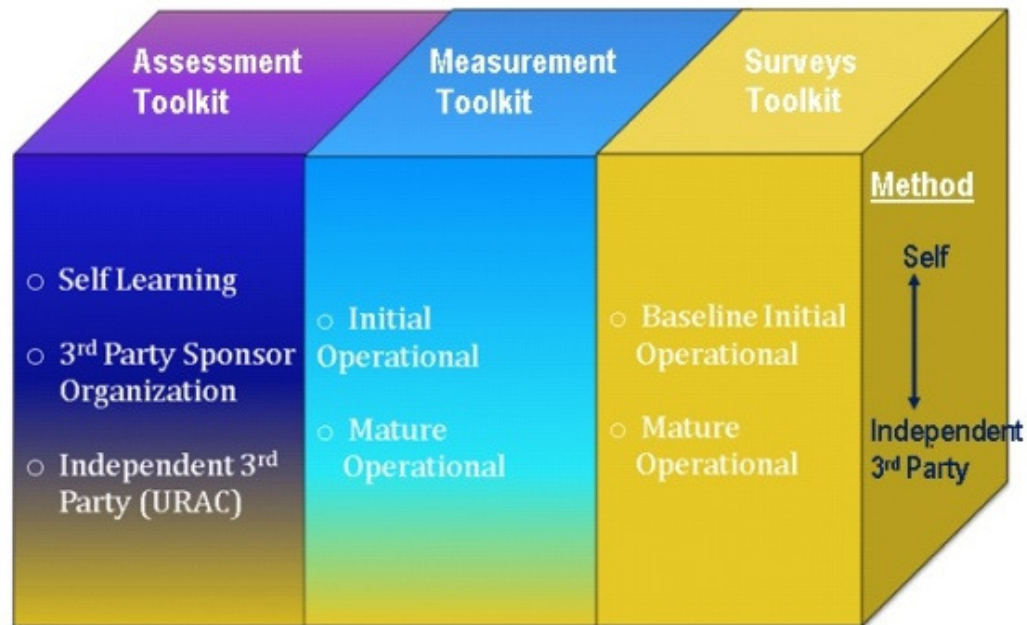 Assessment
Toolkit
Measurement
Toolkit
Surveys
Toolkit
○ Self Learning
○ 3rd Party Sponsor
Organization
○ Independent 3rd
Party (URAC)
○ Initial
Operational
○ Mature
Operational
○ Baseline Initial
Operational
○ Mature
Operational
Method
Self
Independent
3rd Party